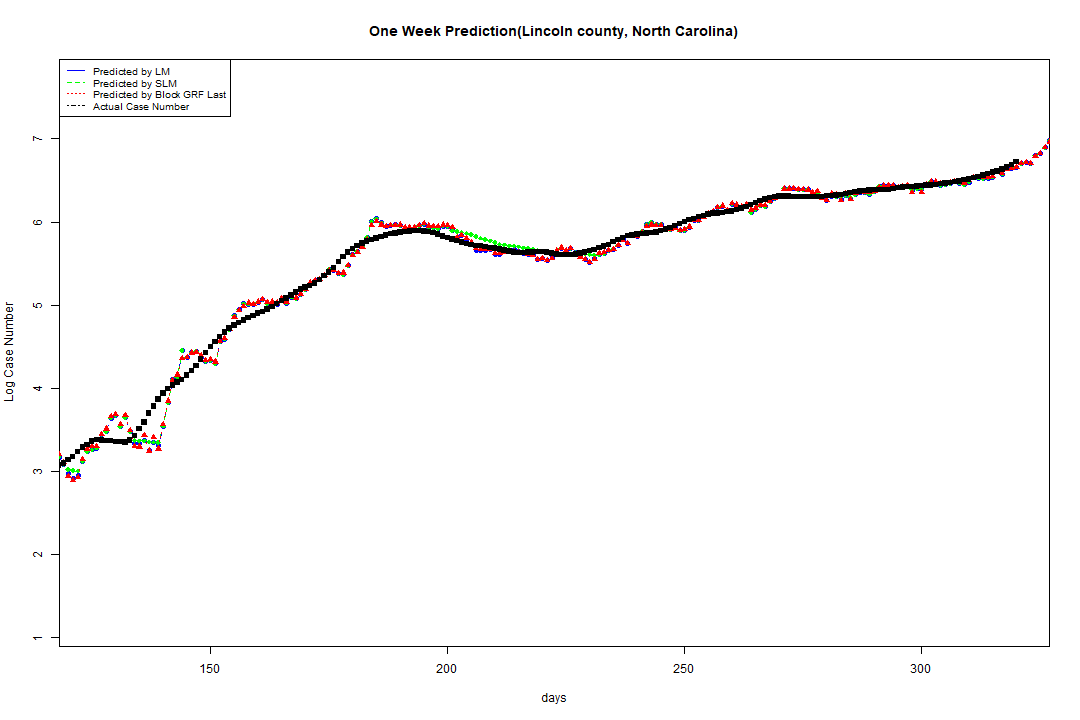 One Week Prediction(Lincoln county, North Carolina)
Predicted by LM
Predicted by SLM
Predicted by Block GRF Last
Actual Case Number
7
6
5
4
3
2
1
Log Case Number
150 200 250 300
days